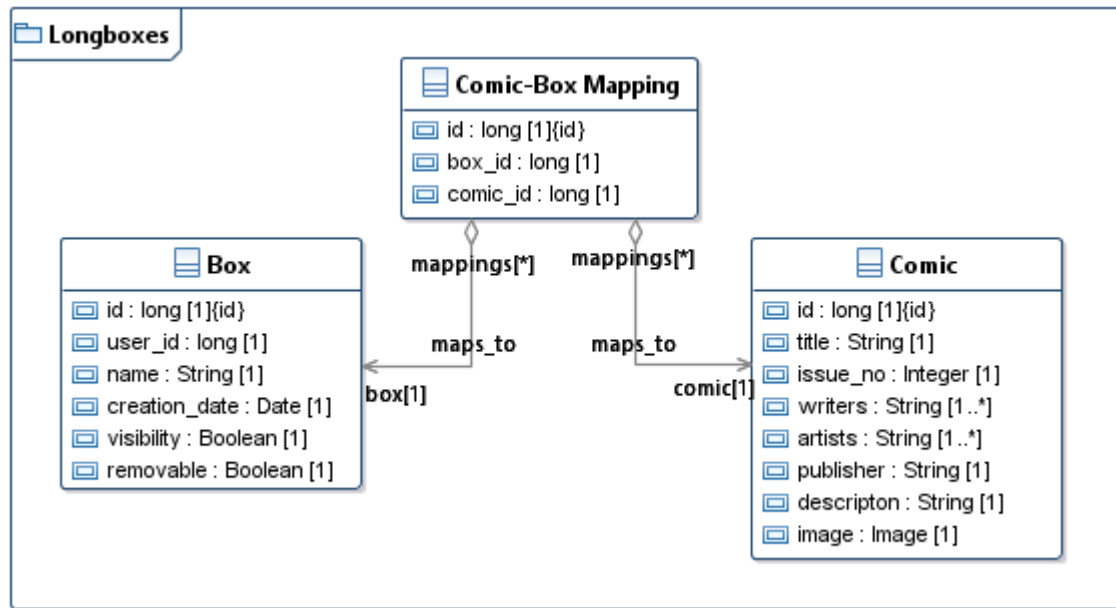 Longboxes
Comic-Box Mapping
id : long [1]{id}
box_id : long [1]
comic_id : long [1]
mappings[*]
mappings[*]
maps_to
maps_to
box[1]
comic[1]
Box
id : long [1]{id}
user_id : long [1]
name : String [1]
creation_date : Date [1]
visibility : Boolean [1]
removable : Boolean [1]
Comic
id : long [1]{id}
title : String [1]
issue_no : Integer [1]
writers : String [1..*]
artists : String [1..*]
publisher : String [1]
descripton : String [1]
image : Image [1]